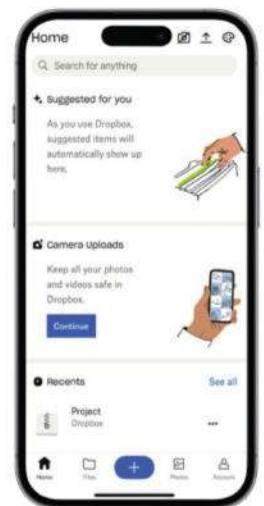 Home
Search for anything
Suggested for you
As you use Dropbox,
suggested items will
automatically show up
here.
Camera Uploads
Keep all your photos
and videos safe in
Dropbox.
Continue
Recents
See all
Project
Dropbox
Home
Files
Photos
Account